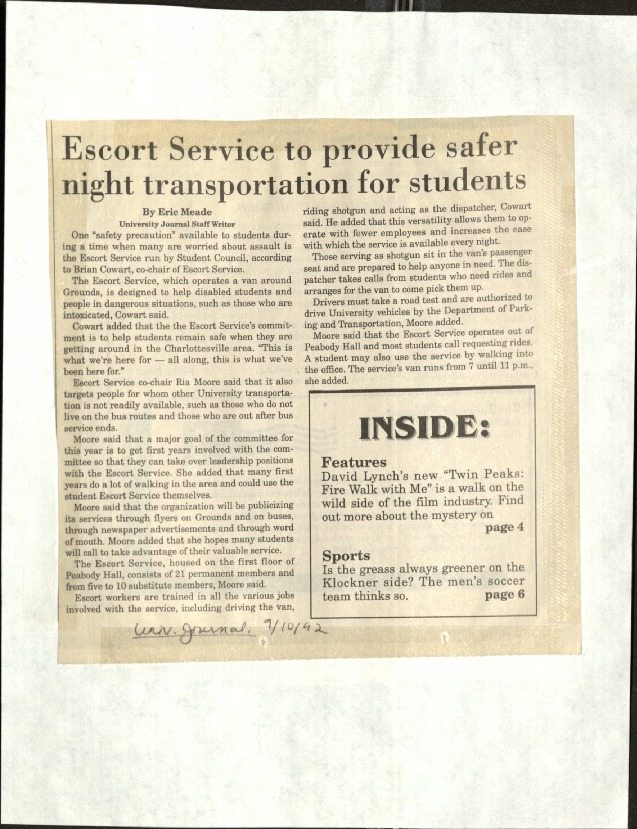 Escort Service to provide safer
night transportation for students
By Eric Meade
University Journal Staff Writer
One “safety precaution” available to students dur-
ing a time when many are worried about assault is
the Escort Service run by Student Council, according
to Brian Cowart, co-chair of Escort Service.
The Escort Service, which operates a van around
Grounds, is designed to help disabled students and
people in dangerous situations, such as those who are
intoxicated, Cowart said.
Cowart added that the the Escort Service's commit-
ment is to help students remain safe when they are
getting around in the Charlottesville area. “This is
what we're here for — all along, this is what we've
been here for.”
Escort Service co-chair Ria Moore said that it also
targets people for whom other University transporta-
tion is not readily available, such as those who do not
live on the bus routes and those who are out after bus
service ends.
Moore said that a major goal of the committee for
this year is to get first years involved with the com-
mittee so that they can take over leadership positions
with the Escort Service. She added that many first
years do a lot of walking in the area and could use the
student Escort Service themselves.
Moore said that the organization will be publicizing
its services through flyers on Grounds and on buses,
through newspaper advertisements and through word
of mouth. Moore added that she hopes many students
will call to take advantage of their valuable service.
The Escort Service, housed on the first floor of
Peabody Hall, consists of 21 permanent members and
from five to 10 substitute members, Moore said.
Escort workers are trained in all the various jobs
involved with the service, including driving the van,
riding shotgun and acting as the dispatcher, Cowart
said. He added that this versatility allows them to op-
erate with fewer employees and increases the ease
with which the service is available every night.
Those serving as shotgun sit in the van's passenger
seat and are prepared to help anyone in need. The dis-
patcher takes calls from students who need rides and
arranges for the van to come pick them up.
Drivers must take a road test and are authorized to
drive University vehicles by the Department of Park-
ing and Transportation, Moore added.
Moore said that the Escort Service operates out of
Peabody Hall and most students call requesting rides.
A student may also use the service by walking into
the office. The service's van runs from 7 until 11 p.m.,
she added.
INSIDE:
Features
David Lynch's new “Twin Peaks:
Fire Walk with Me” is a walk on the
wild side of the film industry. Find
out more about the mystery on
page 4
Sports
Is the greass always greener on the
Klockner side? The men's soccer
team thinks so. page 6
Univ. Journal, 9/10/92